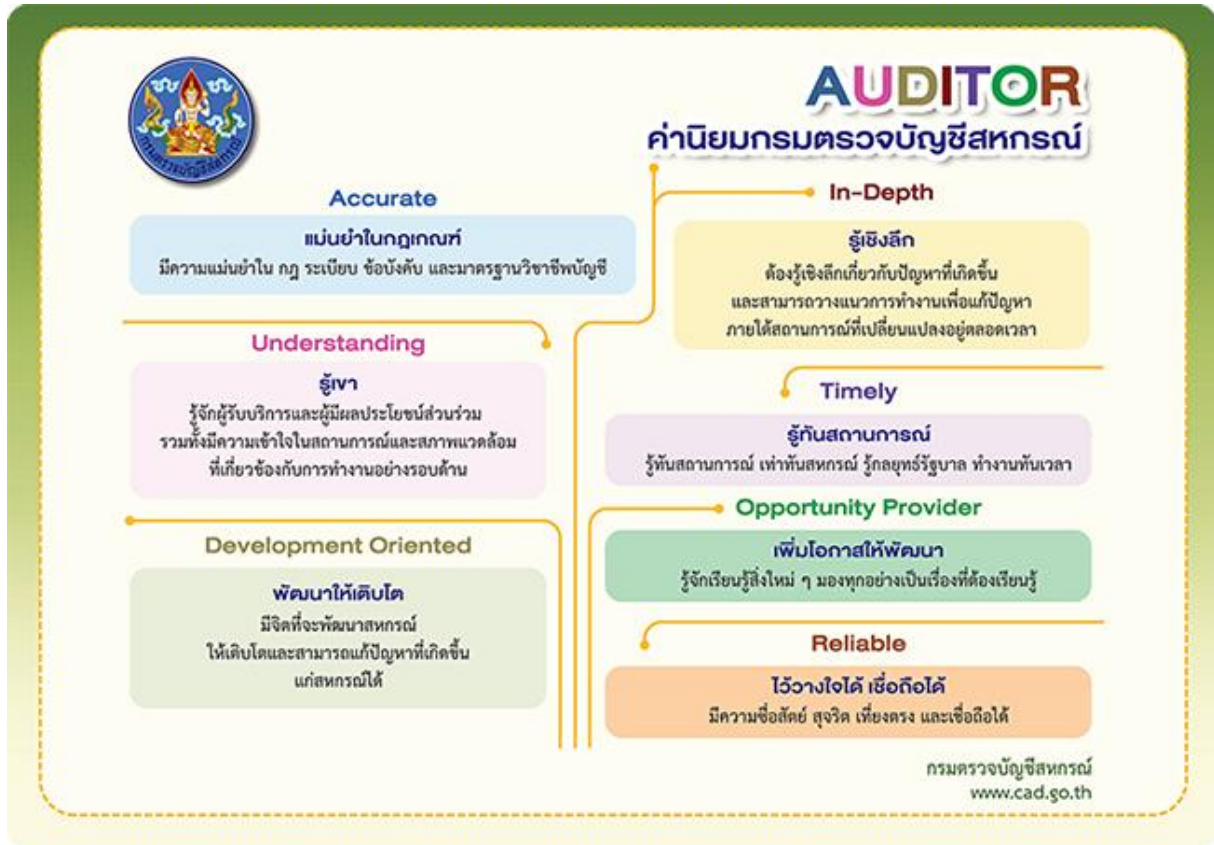 กรมตรวจบัญชีสหกรณ์
AUDITOR
ค่านิยมกรมตรวจบัญชีสหกรณ์
Accurate
แม่นยำในกฎเกณฑ์
มีความแม่นยำใน กฎ ระเบียบ ข้อบังคับ และมาตรฐานวิชาชีพบัญชี
Understanding
รู้เขา
รู้จักผู้รับบริการและผู้มีผลประโยชน์ส่วนร่วม
รวมทั้งมีความเข้าใจในสถานการณ์และสภาพแวดล้อม
ที่เกี่ยวข้องกับการทำงานอย่างรอบด้าน
Development Oriented
พัฒนาให้เติบโต
มีจิตที่จะพัฒนาสหกรณ์
ให้เติบโตและสามารถแก้ปัญหาที่เกิดขึ้น
แก่สหกรณ์ได้
In-Depth
รู้เชิงลึก
ต้องรู้เชิงลึกเกี่ยวกับปัญหาที่เกิดขึ้น
และสามารถวางแนวการทำงานเพื่อแก้ปัญหา
ภายใต้สถานการณ์ที่เปลี่ยนแปลงอยู่ตลอดเวลา
Timely
รู้ทันสถานการณ์
รู้ทันสถานการณ์ เท่าทันสหกรณ์ รู้กลยุทธ์รัฐบาล ทำงานทันเวลา
Opportunity Provider
เพิ่มโอกาสให้พัฒนา
รู้จักเรียนรู้สิ่งใหม่ ๆ มองทุกอย่างเป็นเรื่องที่ต้องเรียนรู้
Reliable
ไว้วางใจได้ เชื่อถือได้
มีความซื่อสัตย์ สุจริต เที่ยงตรง และเชื่อถือได้
กรมตรวจบัญชีสหกรณ์
www.cad.go.th